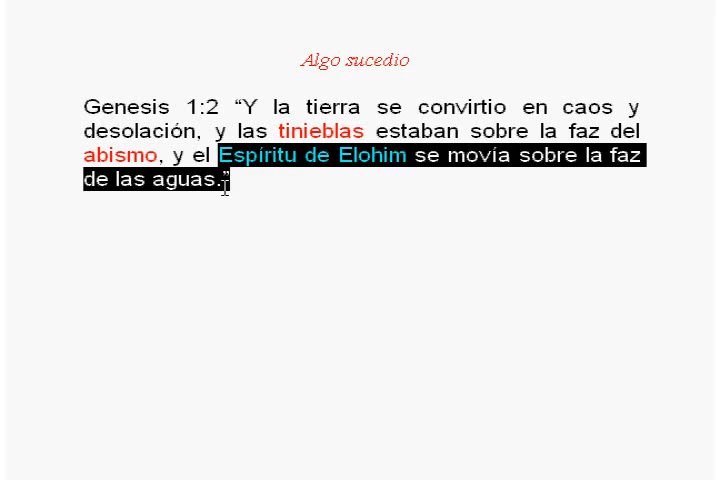 Algo sucedio
Genesis 1:2 “Y la tierra se convirtio en caos y
desolación, y las tinieblas estaban sobre la faz del
abismo, y el Espíritu de Elohim se movía sobre la faz
de las aguas.”